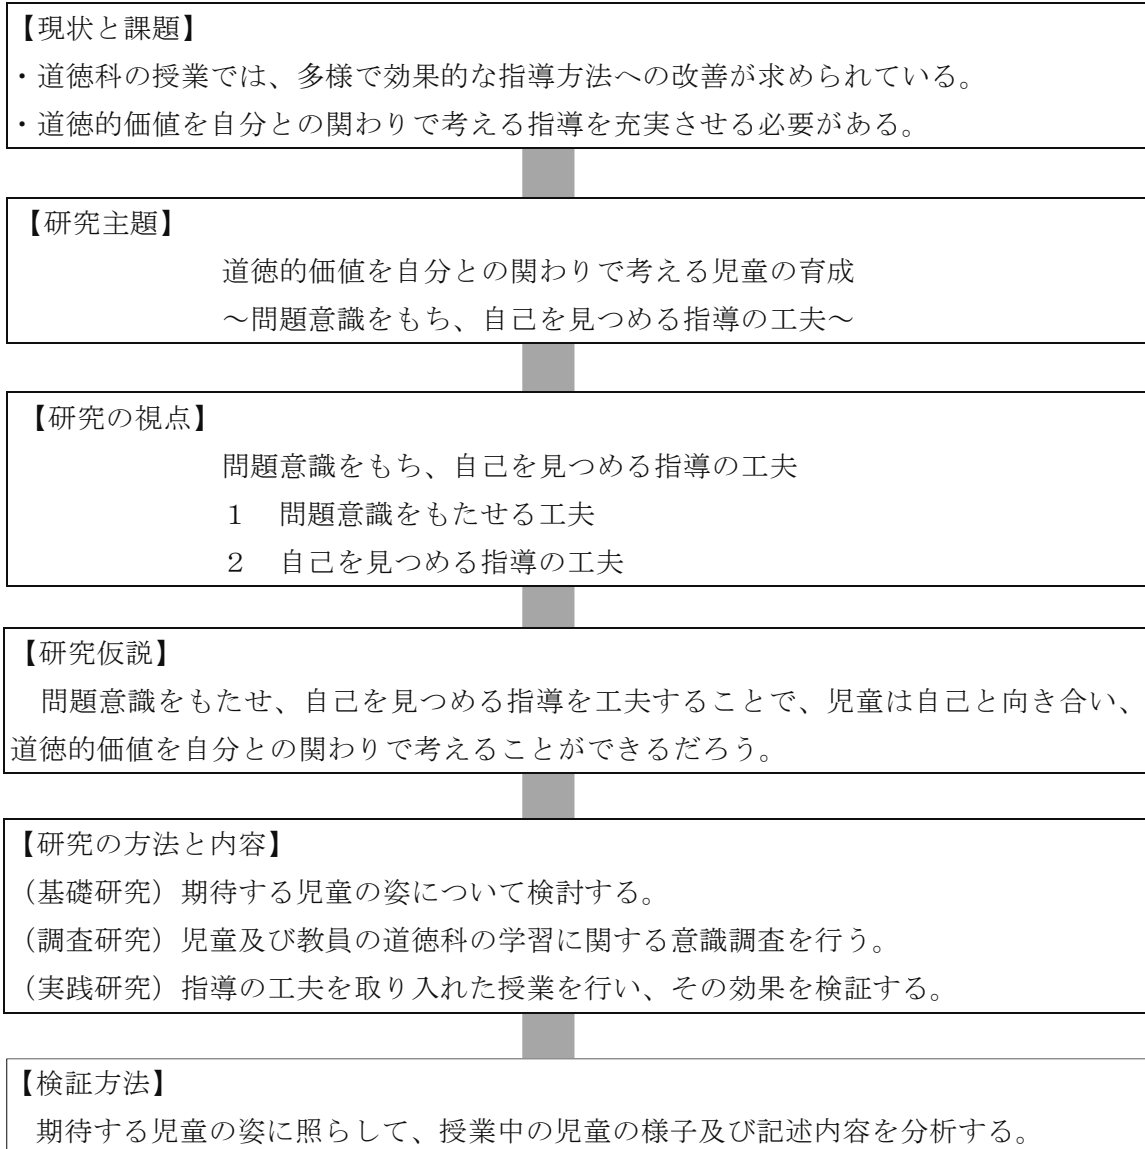 【現状と課題】
・道徳科の授業では、多様で効果的な指導方法への改善が求められている。
・道徳的価値を自分との関わりで考える指導を充実させる必要がある。
【研究主題】
道徳的価値を自分との関わりで考える児童の育成
～問題意識をもち、自己を見つめる指導の工夫～
【研究の視点】
問題意識をもち、自己を見つめる指導の工夫
１　問題意識をもたせる工夫
２　自己を見つめる指導の工夫
【研究仮説】
問題意識をもたせ、自己を見つめる指導を工夫することで、児童は自己と向き合い、
道徳的価値を自分との関わりで考えることができるだろう。
【研究の方法と内容】
（基礎研究）期待する児童の姿について検討する。
（調査研究）児童及び教員の道徳科の学習に関する意識調査を行う。
（実践研究）指導の工夫を取り入れた授業を行い、その効果を検証する。
【検証方法】
期待する児童の姿に照らして、授業中の児童の様子及び記述内容を分析する。